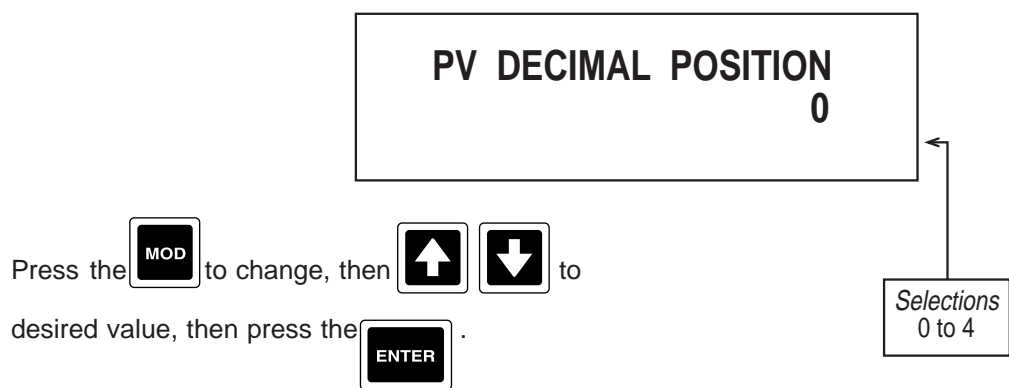 PV DECIMAL POSITION
0
Press the MOD to change, then to
desired value, then press the ENTER .
Selections
0 to 4